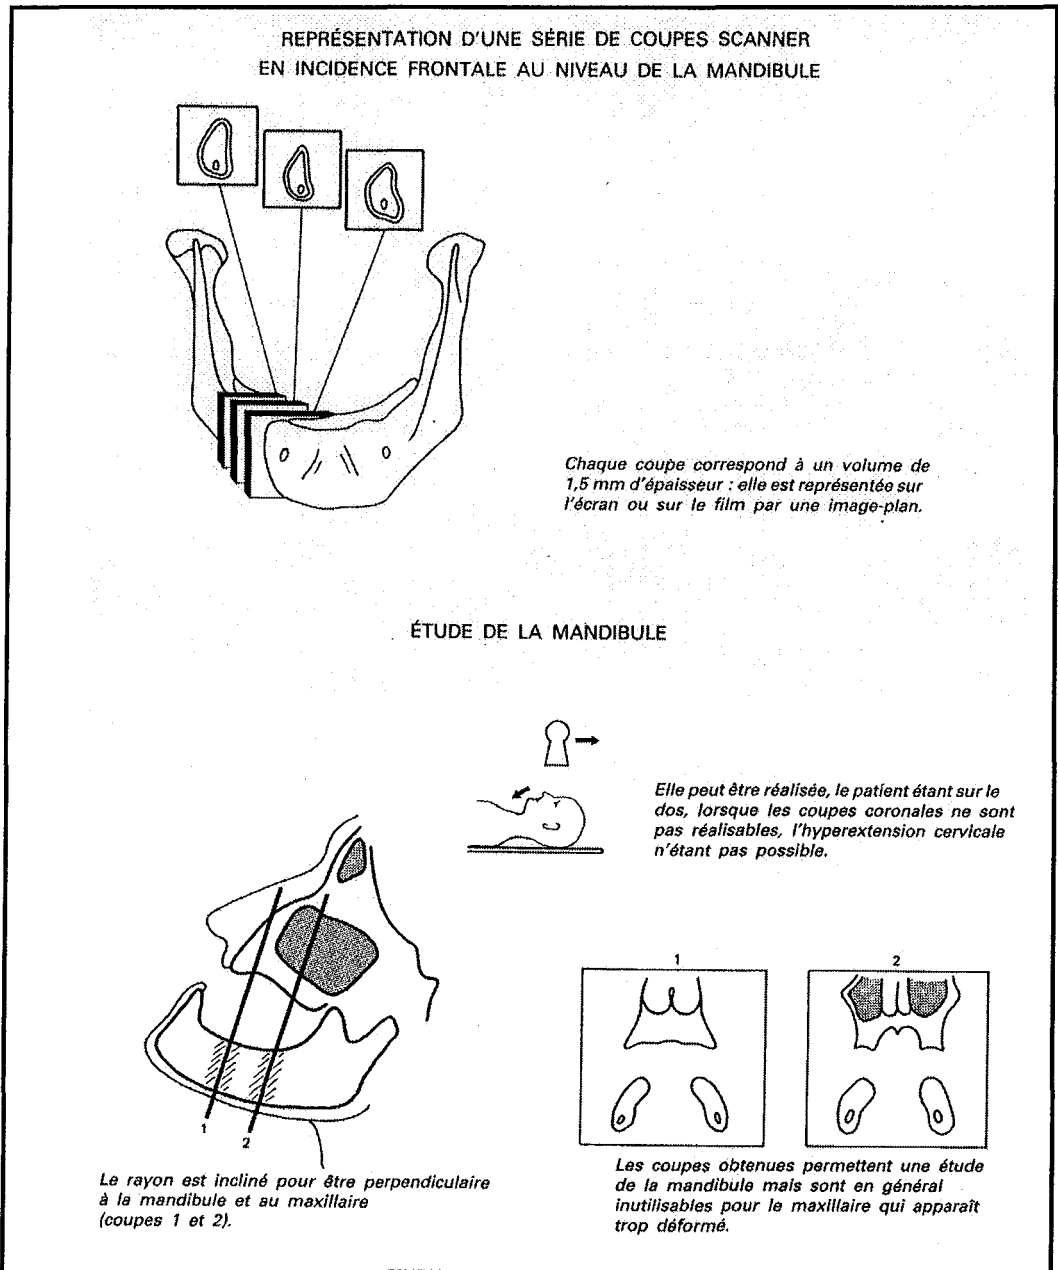 REPRÉSENTATION D'UNE SÉRIE DE COUPES SCANNER
EN INCIDENCE FRONTALE AU NIVEAU DE LA MANDIBULE
Chaque coupe correspond à un volume de
1,5 mm d'épaisseur : elle est représentée sur
l'écran ou sur le film par une image-plan.
ÉTUDE DE LA MANDIBULE
Elle peut être réalisée, le patient étant sur le
dos, lorsque les coupes coronales ne sont
pas réalisables, l'hyperextension cervicale
n'étant pas possible.
1
2
Le rayon est incliné pour être perpendiculaire
à la mandibule et au maxillaire
(coupes 1 et 2).
1
2
Les coupes obtenues permettent une étude
de la mandibule mais sont en général
inutilisables pour le maxillaire qui apparaît
trop déformé.